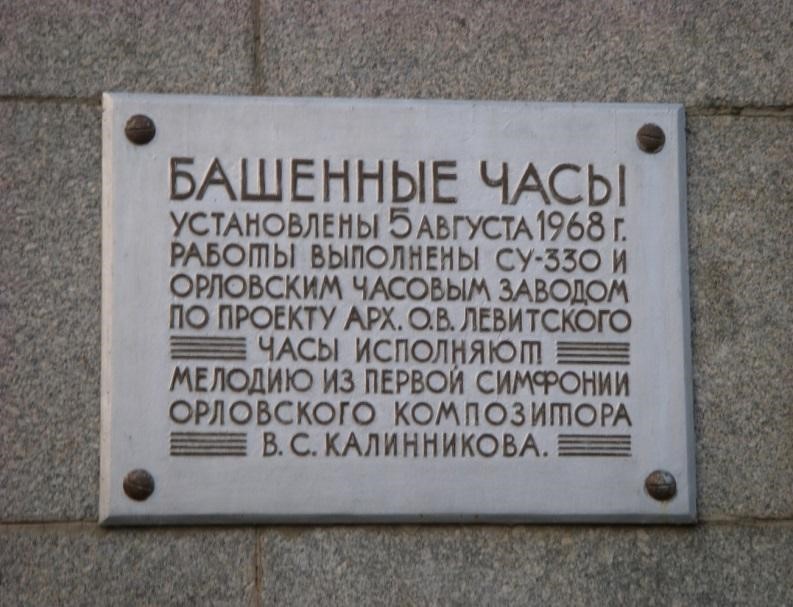 БАШЕННЫЕ ЧАСЫ
УСТАНОВЛЕНЫ 5 АВГУСТА 1968 г.
РАБОТЫ ВЫПОЛНЕНЫ СУ-330 И
ОРЛОВСКИМ ЧАСОВЫМ ЗАВОДОМ
ПО ПРОЕКТУ АРХ. О.В. ЛЕВИТСКОГО
ЧАСЫ ИСПОЛНЯЮТ
МЕЛОДИЮ ИЗ ПЕРВОЙ СИМФОНИИ
ОРЛОВСКОГО КОМПОЗИТОРА
В. С. КАЛИННИКОВА.